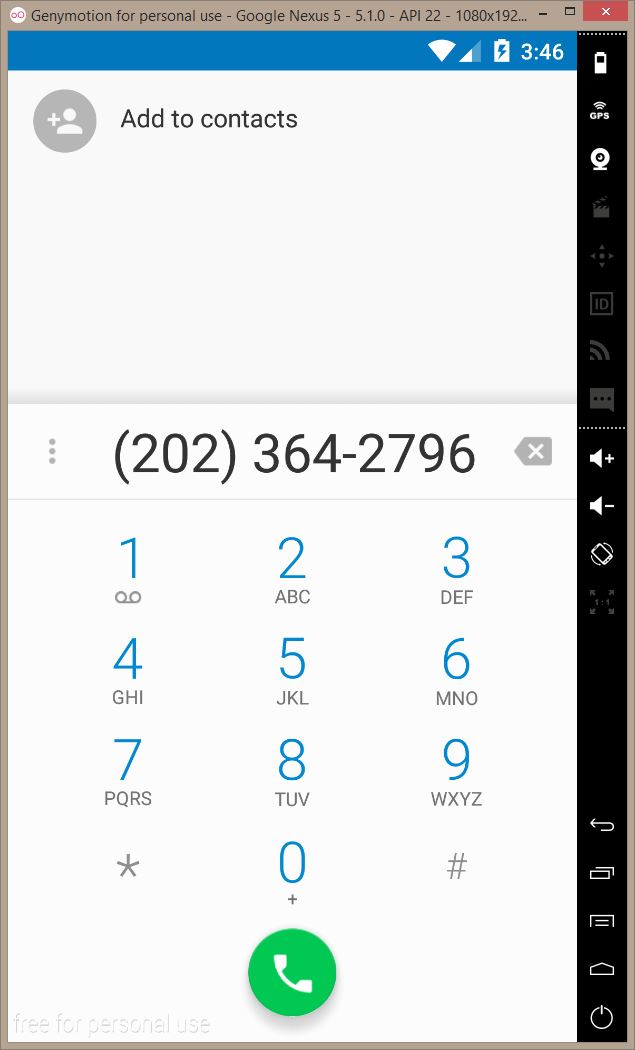 Genymotion for personal use - Google Nexus 5 - 5.1.0 - API 22 - 1080x192...
3:46
Add to contacts
GPS
ID
(202) 364-2796
1 2 3
ABC DEF
4 5 6
GHI JKL MNO
1:1
7 8 9
PQRS TUV WXYZ
* 0 #
+
free for personal use